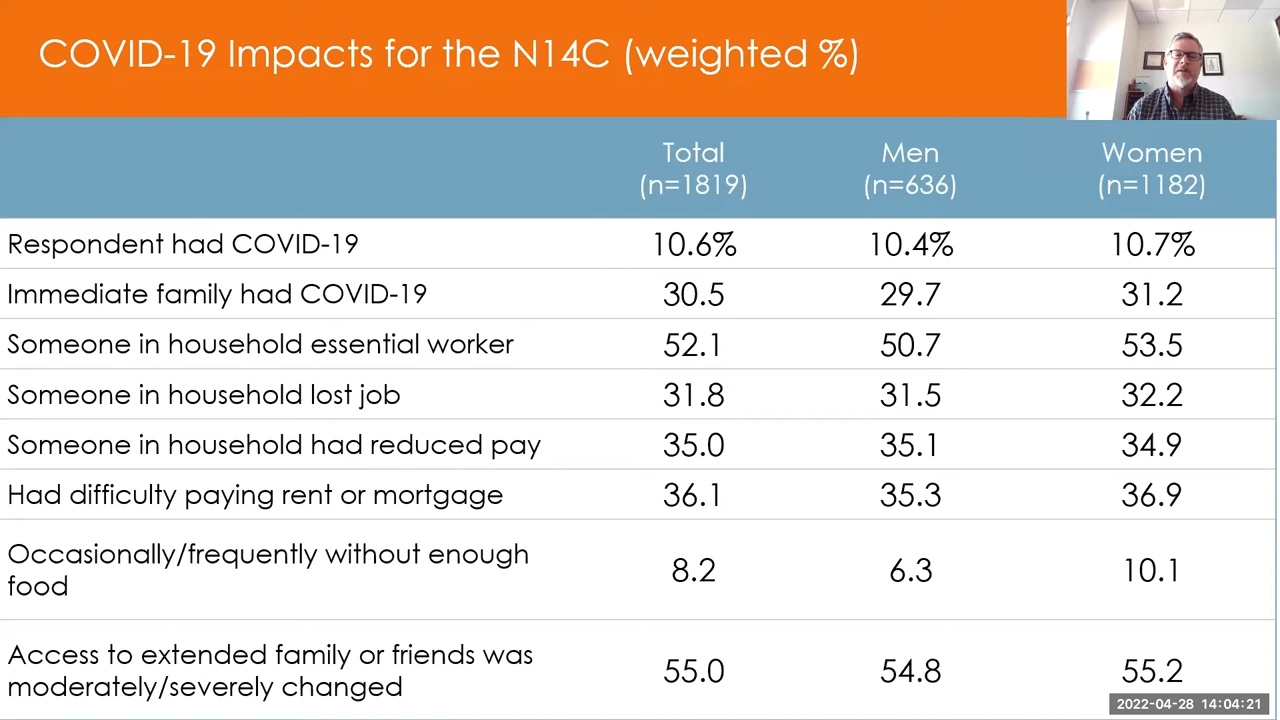 COVID-19 Impacts for the N14C (weighted %)
Total Men Women
(n=1819) (n=636) (n=1182)
Respondent had COVID-19 10.6% 10.4% 10.7%
Immediate family had COVID-19 30.5 29.7 31.2
Someone in household essential worker 52.1 50.7 53.5
Someone in household lost job 31.8 31.5 32.2
Someone in household had reduced pay 35.0 35.1 34.9
Had difficulty paying rent or mortgage 36.1 35.3 36.9
Occasionally/frequently without enough
food 8.2 6.3 10.1
Access to extended family or friends was
moderately/severely changed 55.0 54.8 55.2
2022-04-28 14:04:21